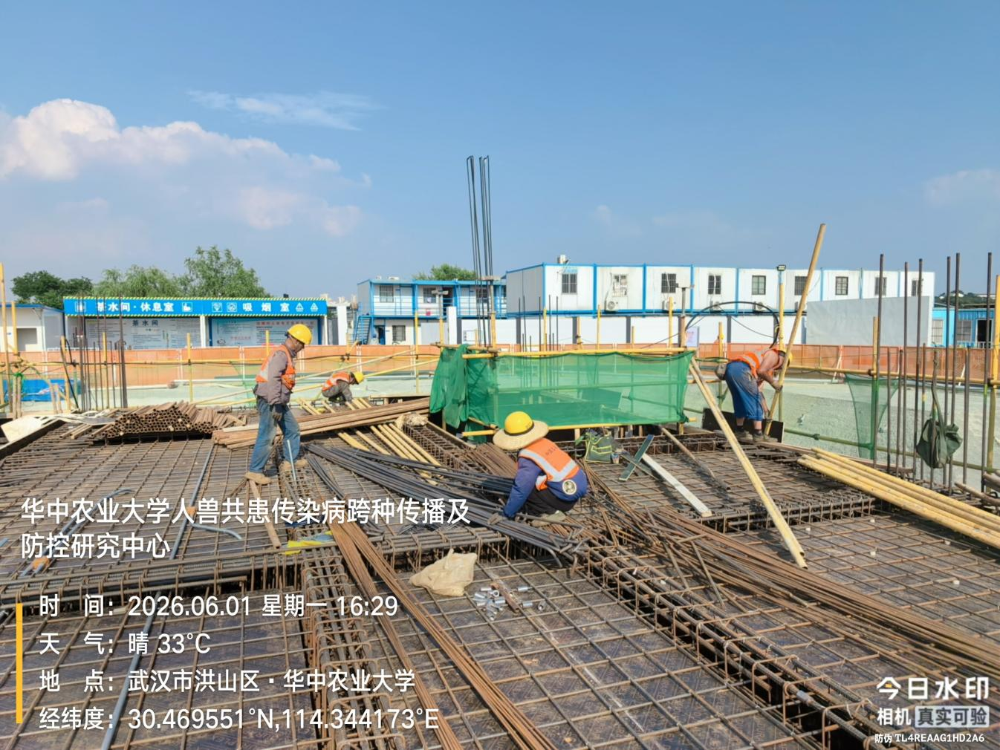 茶水间·休息室
吸烟室
茶水间
华中农业大学人兽共患传染病跨种传播及
防控研究中心
时 间：2026.06.01 星期一 16:29
天 气：晴 33℃
地 点：武汉市洪山区·华中农业大学
经纬度：30.469551°N,114.344173°E
今日水印
相机 真实可验
防伪 TL4REAAG1HD2A6